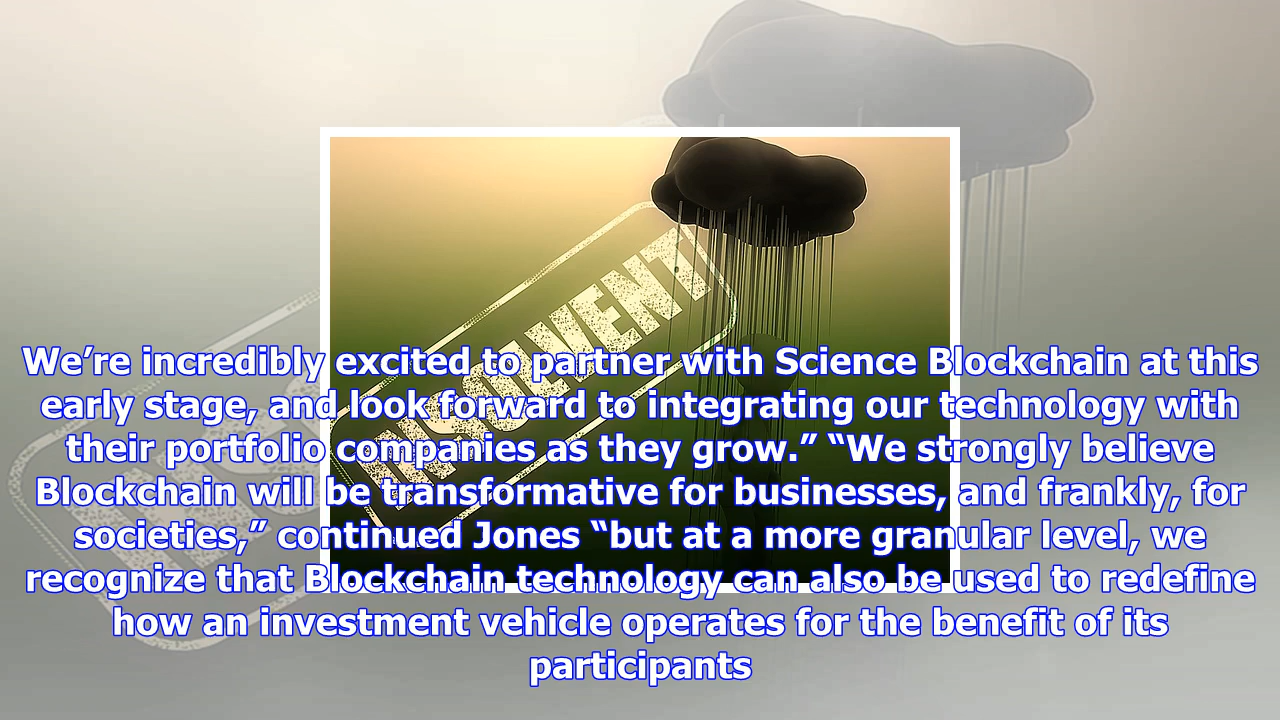 INSOLVENT
We’re incredibly excited to partner with Science Blockchain at this
early stage, and look forward to integrating our technology with
their portfolio companies as they grow.” “We strongly believe
Blockchain will be transformative for businesses, and frankly, for
societies,” continued Jones “but at a more granular level, we
recognize that Blockchain technology can also be used to redefine
how an investment vehicle operates for the benefit of its
participants